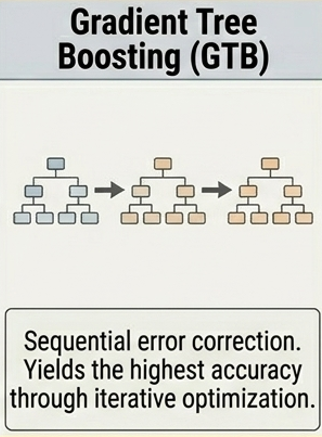 Gradient Tree
Boosting (GTB)
Sequential error correction.
Yields the highest accuracy
through iterative optimization.